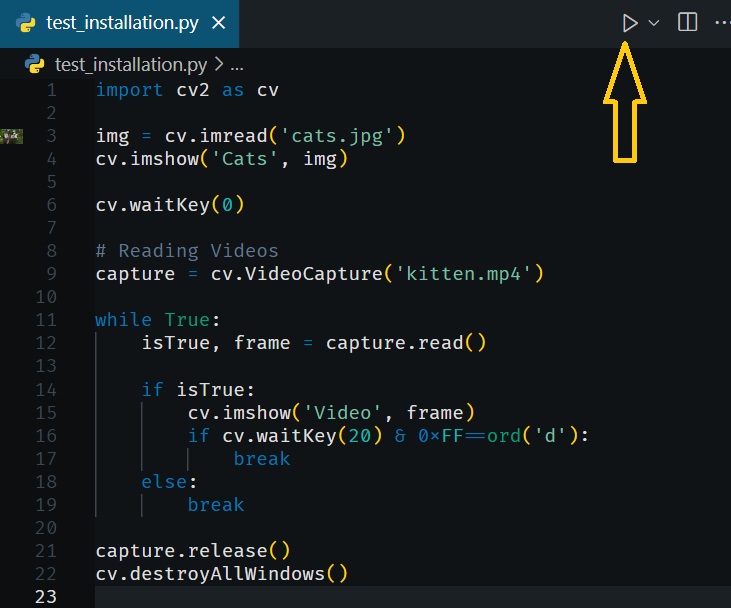 test_installation.py
test_installation.py > ...
1 import cv2 as cv
2
3 img = cv.imread('cats.jpg')
4 cv.imshow('Cats', img)
5
6 cv.waitKey(0)
7
8 # Reading Videos
9 capture = cv.VideoCapture('kitten.mp4')
10
11 while True:
12     isTrue, frame = capture.read()
13
14     if isTrue:
15         cv.imshow('Video', frame)
16         if cv.waitKey(20) & 0xFF==ord('d'):
17             break
18     else:
19         break
20
21 capture.release()
22 cv.destroyAllWindows()
23